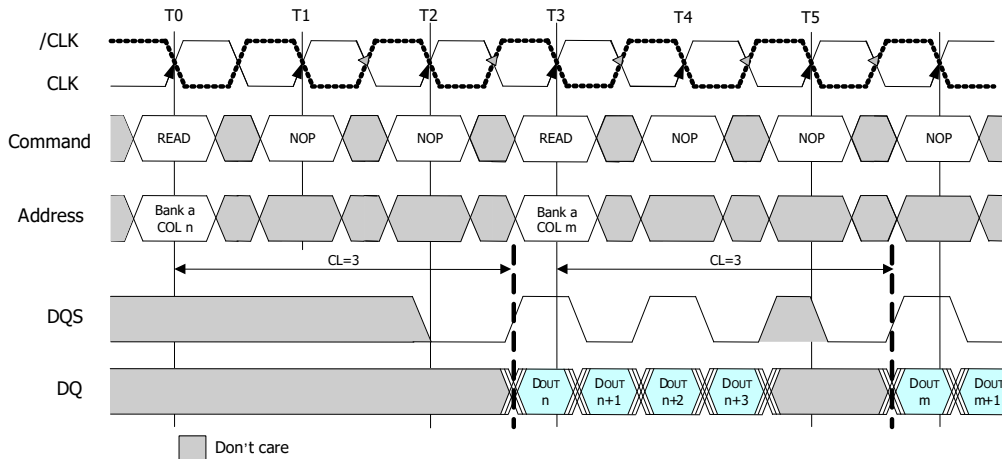 T0 T1 T2 T3 T4 T5
/CLK
CLK
Command READ NOP NOP READ NOP NOP NOP
Address Bank a Bank a
COL n COL m
CL=3 CL=3
DQS
DQ DOUT DOUT DOUT DOUT DOUT DOUT
n n+1 n+2 n+3 m m+1
Don't care